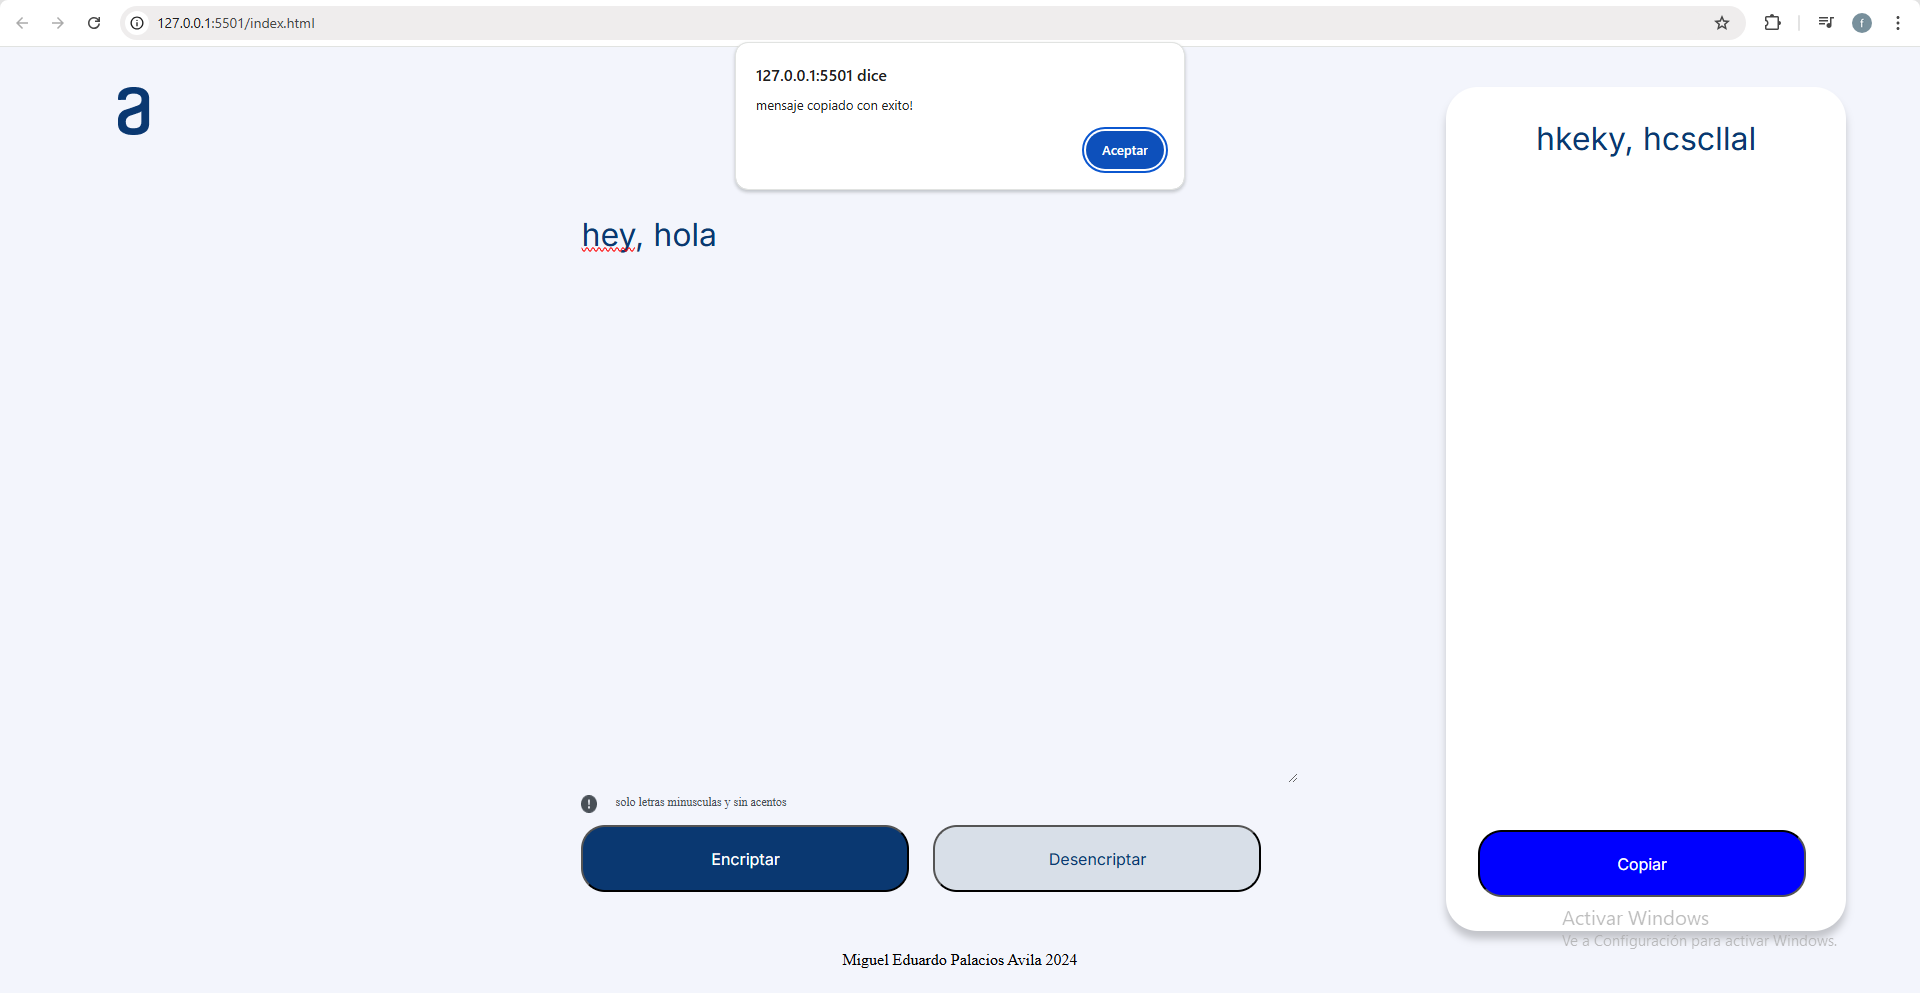 127.0.0.1:5501/index.html
f
127.0.0.1:5501 dice
mensaje copiado con exito!
Aceptar
a
hey, hola
solo letras minusculas y sin acentos
Encriptar
Desencriptar
hkeky, hcscllal
Copiar
Activar Windows
Ve a Configuración para activar Windows.
Miguel Eduardo Palacios Avila 2024